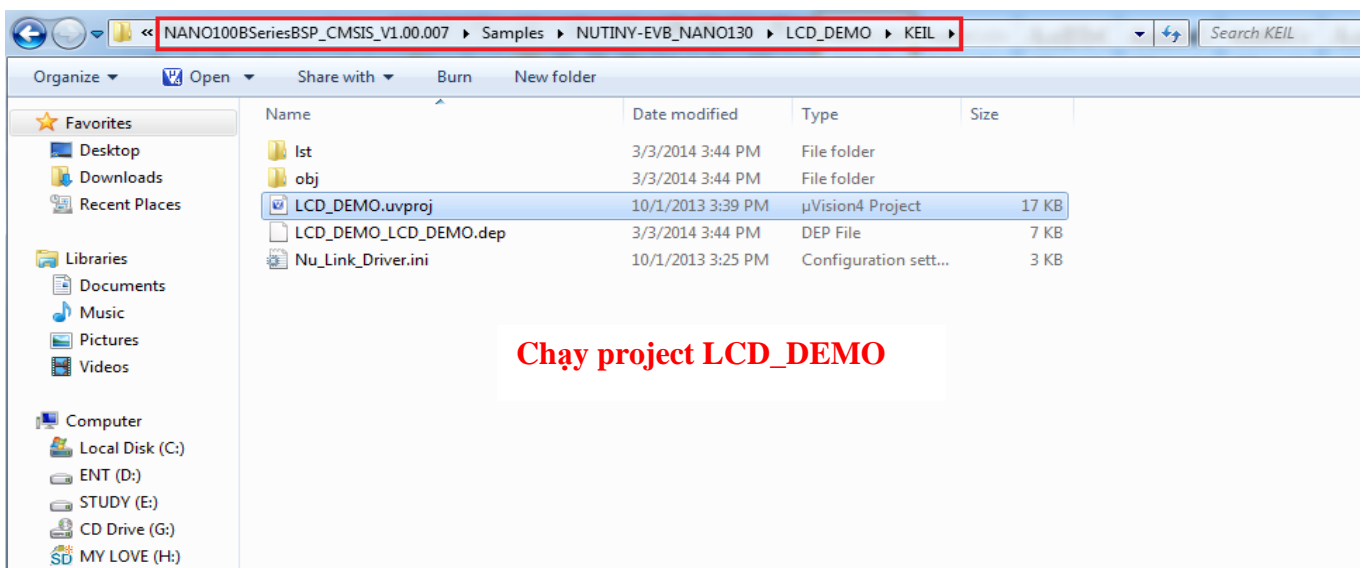 « NANO100BSeriesBSP_CMSIS_V1.00.007 ▸ Samples ▸ NUTINY-EVB_NANO130 ▸ LCD_DEMO ▸ KEIL ▸ Search KEIL
Organize ▾ Open ▾ Share with ▾ Burn New folder
Name Date modified Type Size
Favorites
Desktop
Downloads
Recent Places
Libraries
Documents
Music
Pictures
Videos
Computer
Local Disk (C:)
ENT (D:)
STUDY (E:)
CD Drive (G:)
MY LOVE (H:)
lst 3/3/2014 3:44 PM File folder
obj 3/3/2014 3:44 PM File folder
LCD_DEMO.uvproj 10/1/2013 3:39 PM µVision4 Project 17 KB
LCD_DEMO_LCD_DEMO.dep 3/3/2014 3:44 PM DEP File 7 KB
Nu_Link_Driver.ini 10/1/2013 3:25 PM Configuration sett... 3 KB
Chạy project LCD_DEMO